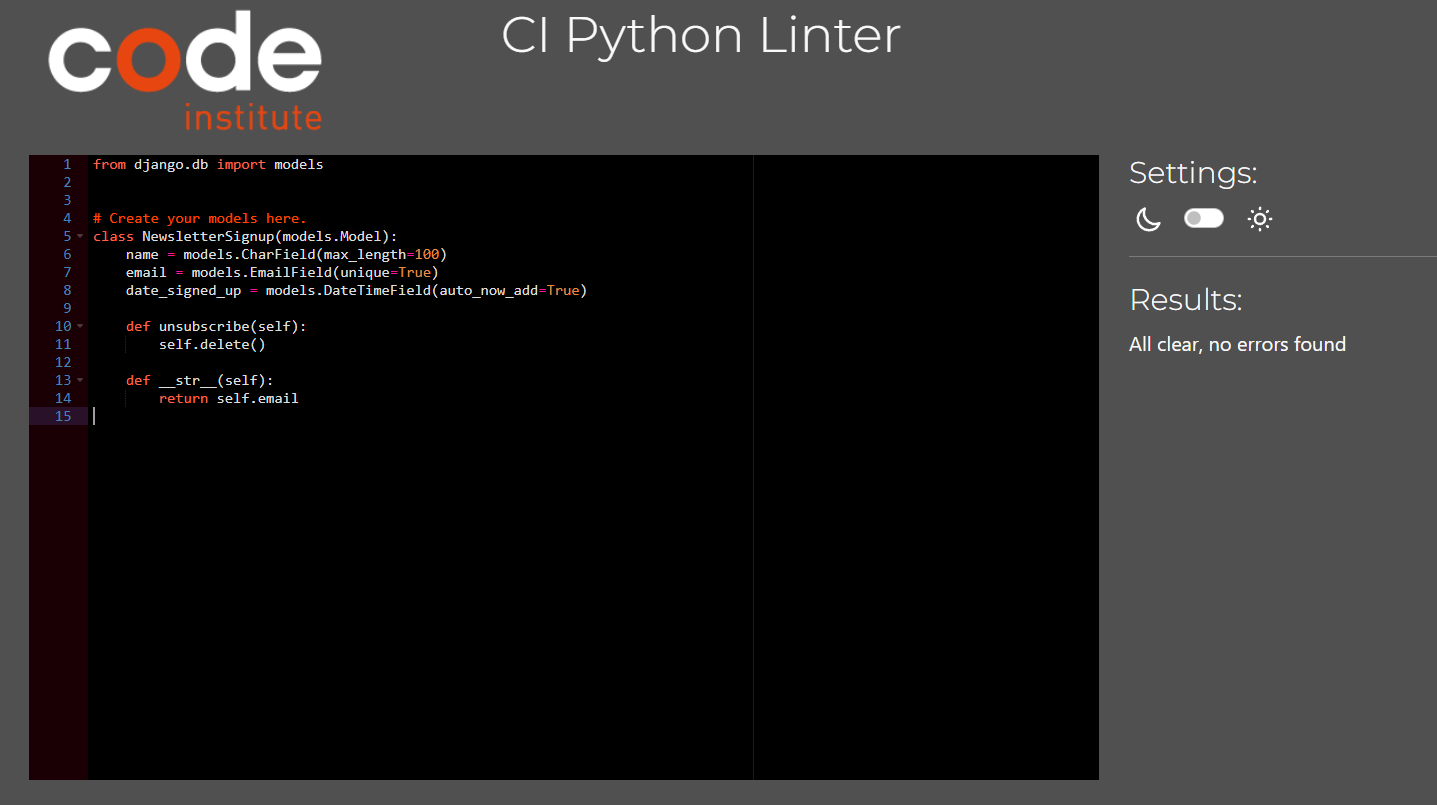 code
institute
CI Python Linter
1 from django.db import models
2
3
4 # Create your models here.
5 class NewsletterSignup(models.Model):
6     name = models.CharField(max_length=100)
7     email = models.EmailField(unique=True)
8     date_signed_up = models.DateTimeField(auto_now_add=True)
9
10     def unsubscribe(self):
11         self.delete()
12
13     def __str__(self):
14         return self.email
15
Settings:
Results:
All clear, no errors found